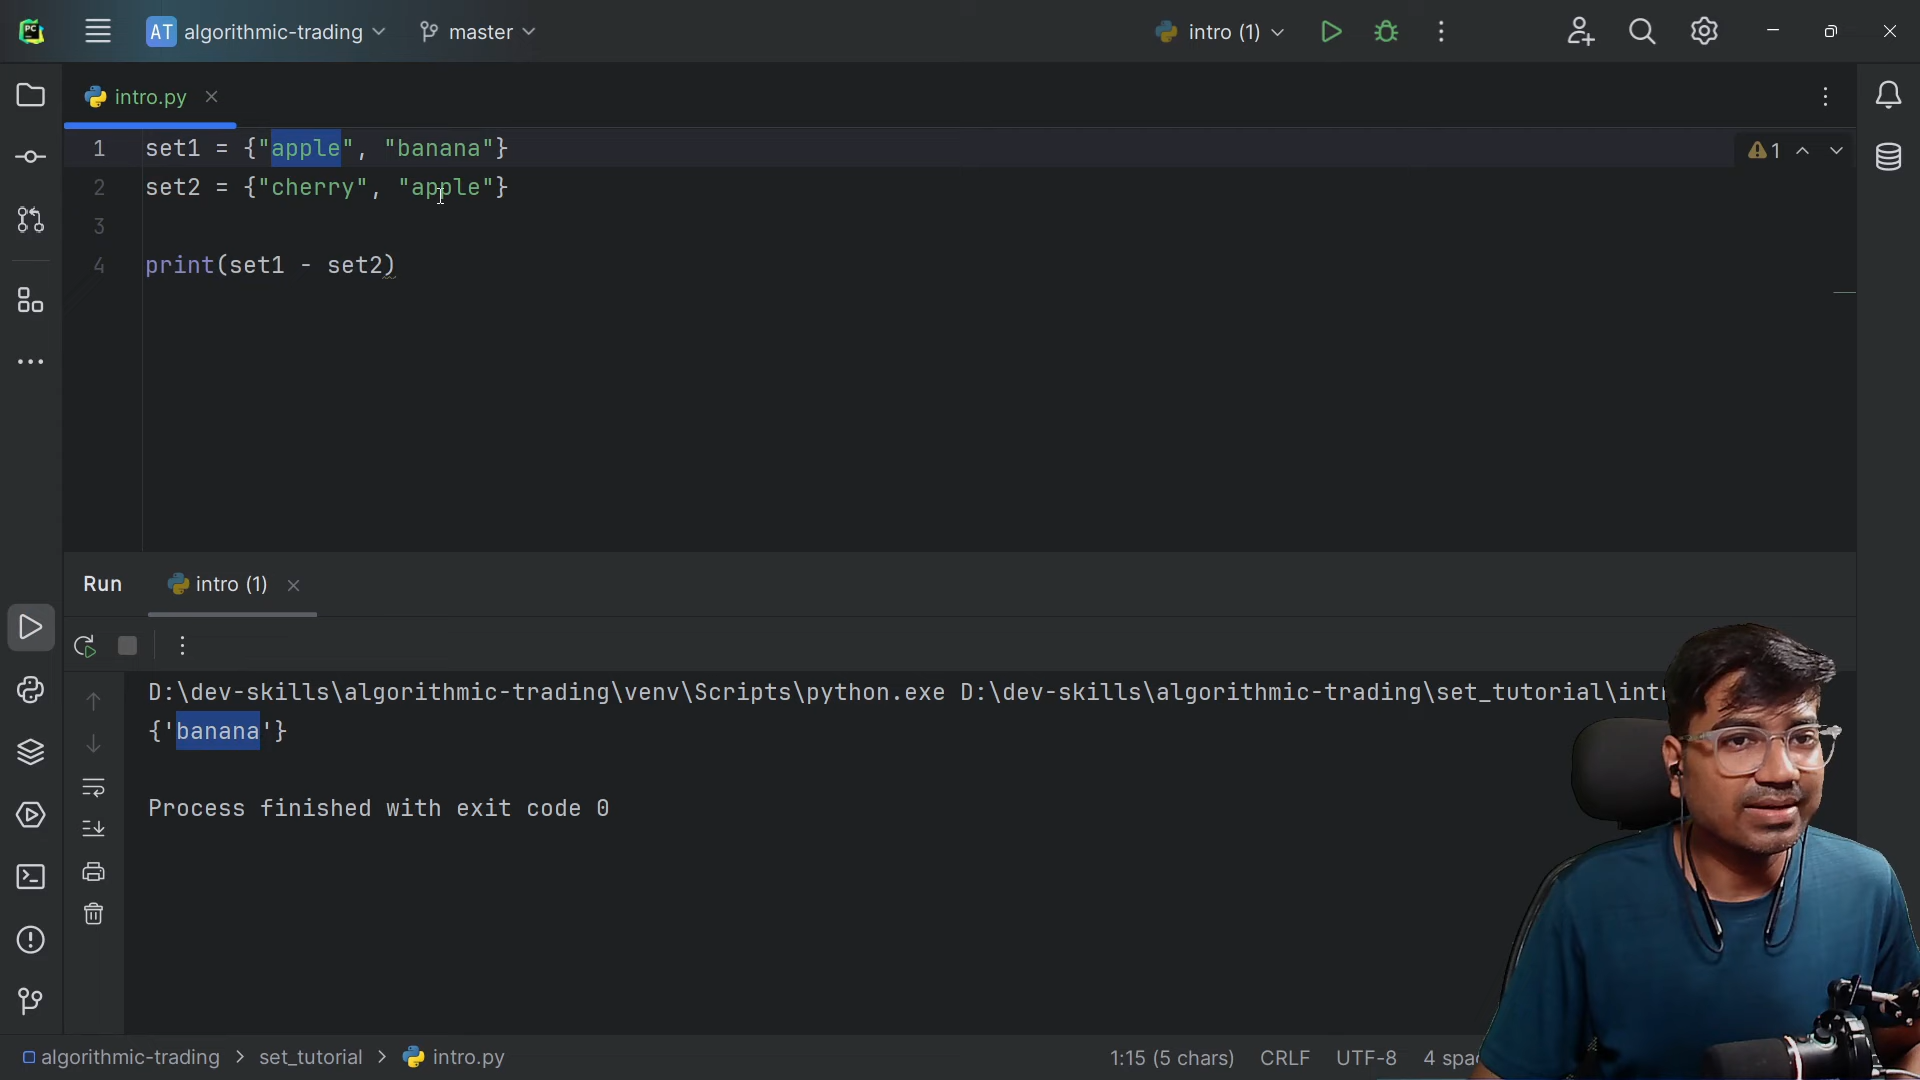 PC
AT algorithmic-trading
master
intro (1)
intro.py
1 set1 = {"apple", "banana"}
2 set2 = {"cherry", "apple"}
3
4 print(set1 - set2)
1
Run
intro (1)
D:\dev-skills\algorithmic-trading\venv\Scripts\python.exe D:\dev-skills\algorithmic-trading\set_tutorial\int
{'banana'}
Process finished with exit code 0
algorithmic-trading > set_tutorial > intro.py
1:15 (5 chars) CRLF UTF-8 4 spa